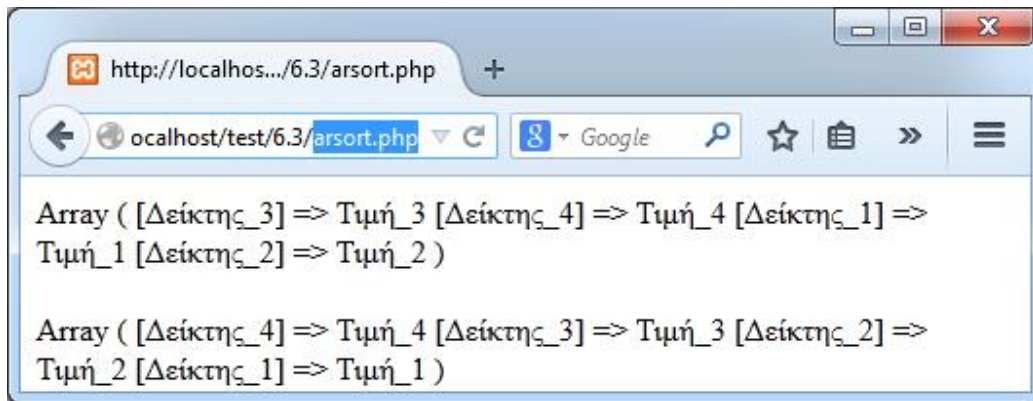 http://localhos.../6.3/arsort.php
ocalhost/test/6.3/arsort.php
8 Google
Array ( [Δείκτης_3] => Τιμή_3 [Δείκτης_4] => Τιμή_4 [Δείκτης_1] =>
Τιμή_1 [Δείκτης_2] => Τιμή_2 )
Array ( [Δείκτης_4] => Τιμή_4 [Δείκτης_3] => Τιμή_3 [Δείκτης_2] =>
Τιμή_2 [Δείκτης_1] => Τιμή_1 )